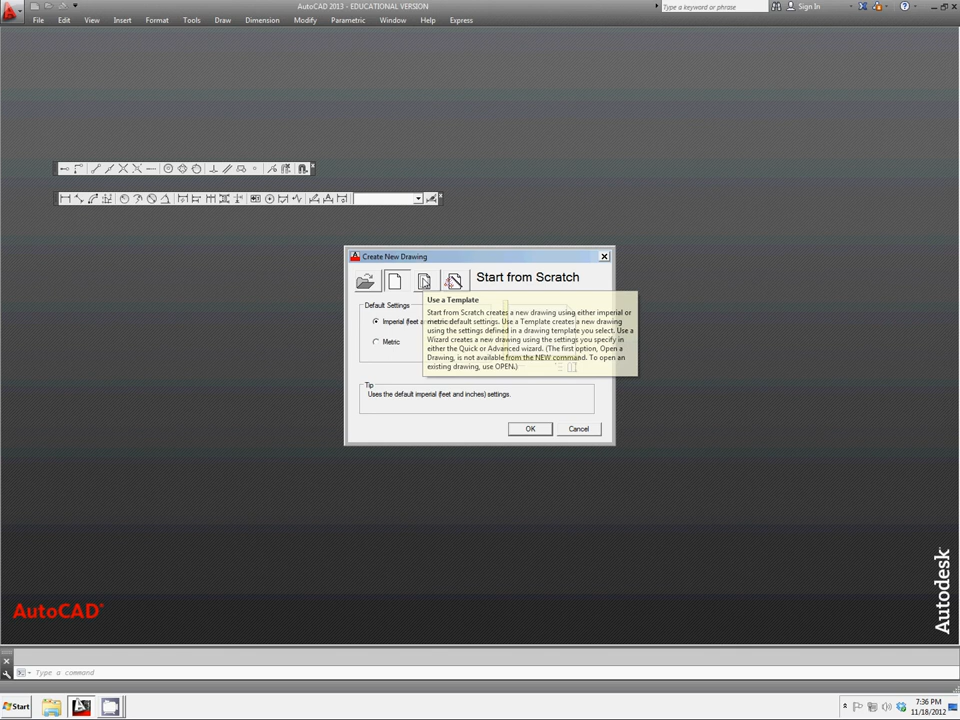 AutoCAD 2013 - EDUCATIONAL VERSION
Type a keyword or phrase
Sign In
File Edit View Insert Format Tools Draw Dimension Modify Parametric Window Help Express
Create New Drawing
Start from Scratch
Default Settings
Imperial (feet a
Metric
Use a Template
Start from Scratch creates a new drawing using either imperial or
metric default settings. Use a Template creates a new drawing
using the settings defined in a drawing template you select. Use a
Wizard creates a new drawing using the settings you specify in
either the Quick or Advanced wizard. (The first option, Open a
Drawing, is not available from the NEW command. To open an
existing drawing, use OPEN.)
Tip
Uses the default imperial (feet and inches) settings.
OK
Cancel
AutoCAD®
Autodesk®
Type a command
Start
7:36 PM
11/18/2012